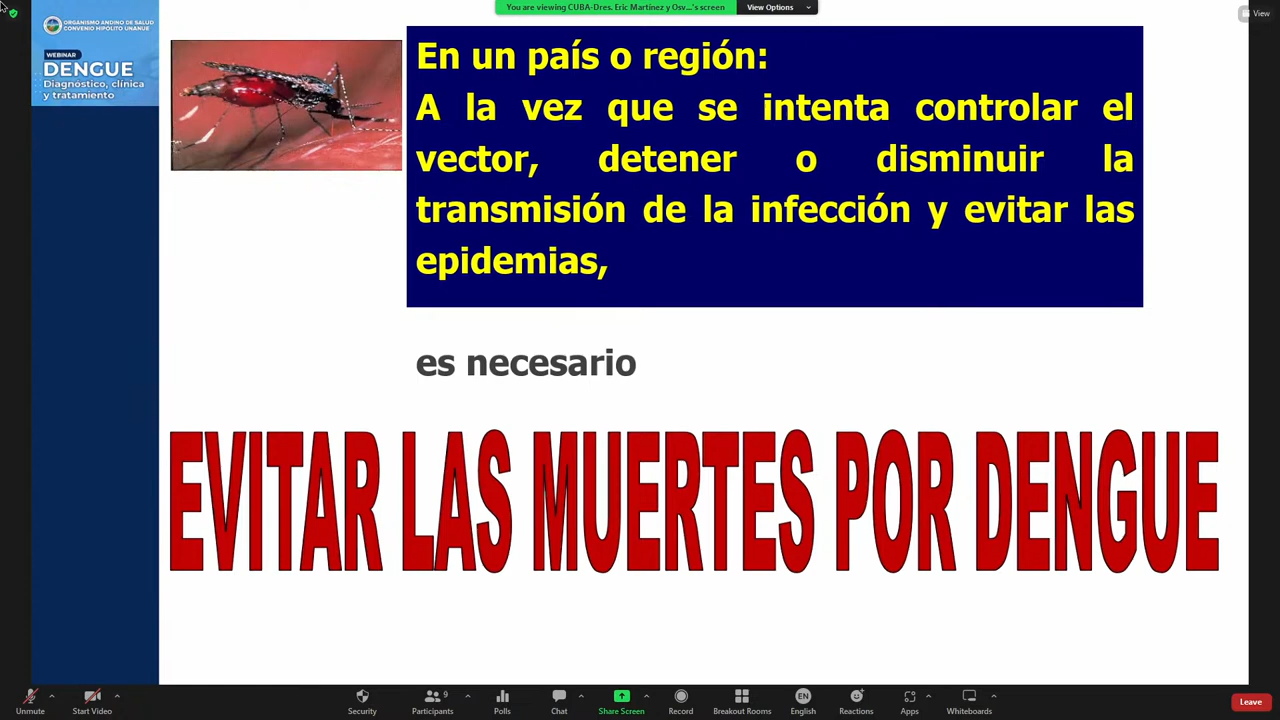 You are viewing CUBA-Dres. Eric Martínez y Osv...'s screen
View Options
View
ORGANISMO ANDINO DE SALUD
CONVENIO HIPÓLITO UNANUE
WEBINAR
DENGUE
Diagnóstico, clínica
y tratamiento
En un país o región:
A la vez que se intenta controlar el
vector, detener o disminuir la
transmisión de la infección y evitar las
epidemias,
es necesario
EVITAR LAS MUERTES POR DENGUE
Unmute
Start Video
Security
Participants
9
Polls
Chat
Share Screen
Record
Breakout Rooms
EN
English
Reactions
Apps
Whiteboards
Leave